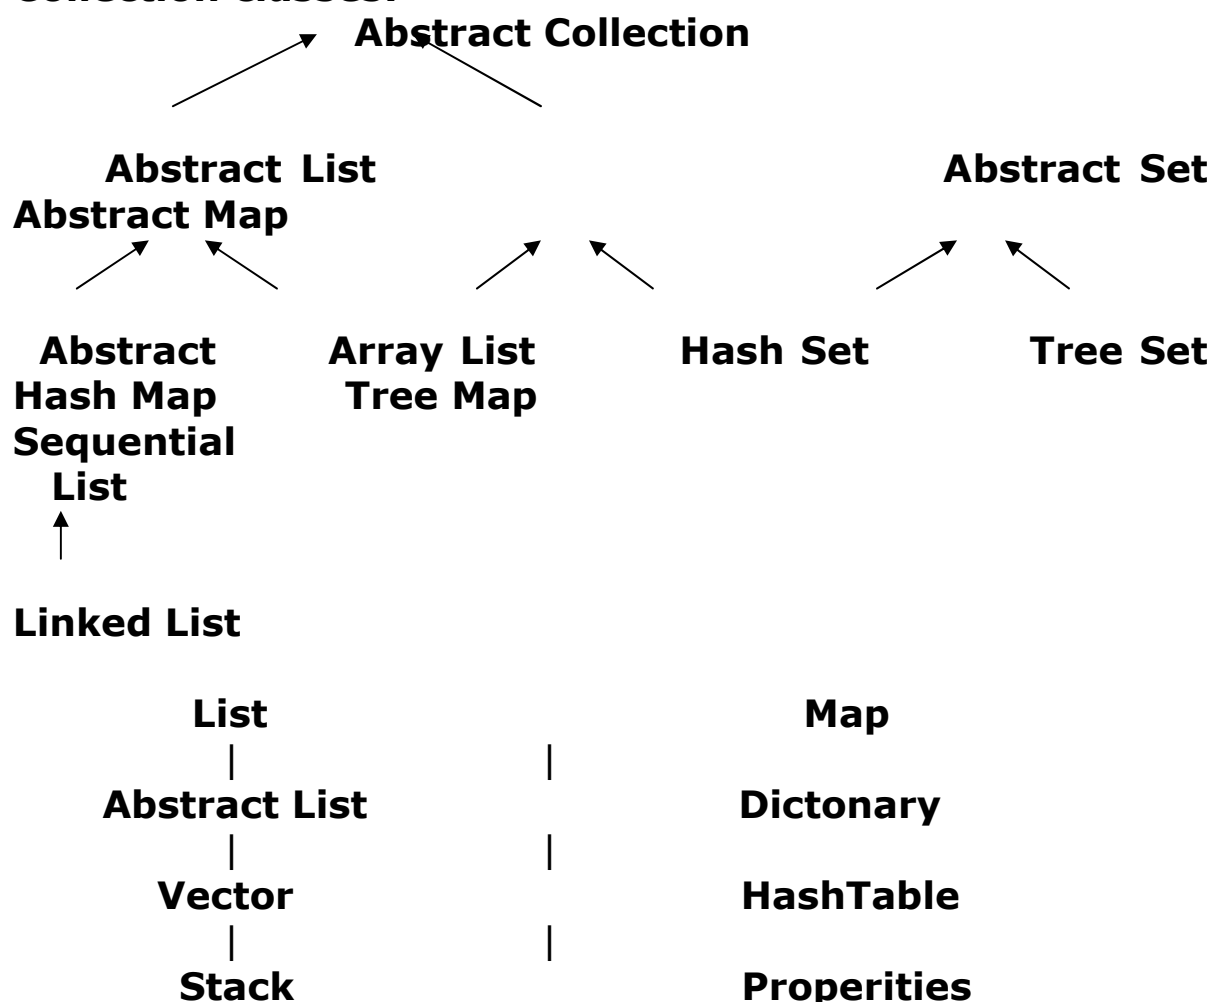 Collection classes:
Abstract Collection
Abstract List Abstract Set
Abstract Map
Abstract Array List Hash Set Tree Set
Hash Map Tree Map
Sequential
List
Linked List
List Map
| |
Abstract List Dictonary
| |
Vector HashTable
| |
Stack Properities